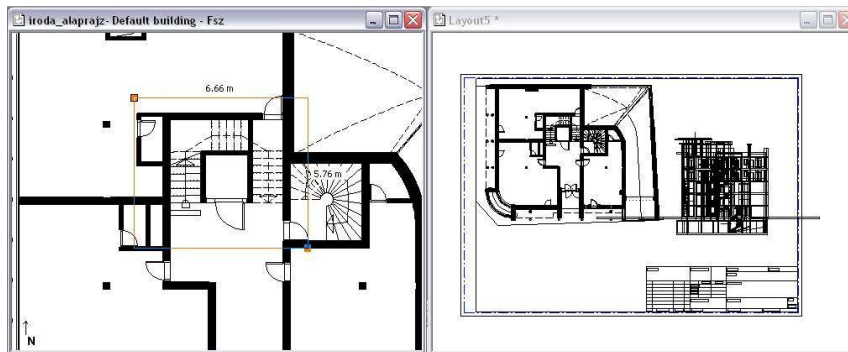 iroda_alaprajz- Default building - Fsz
6.66 m
5.76 m
N
Layout5 *